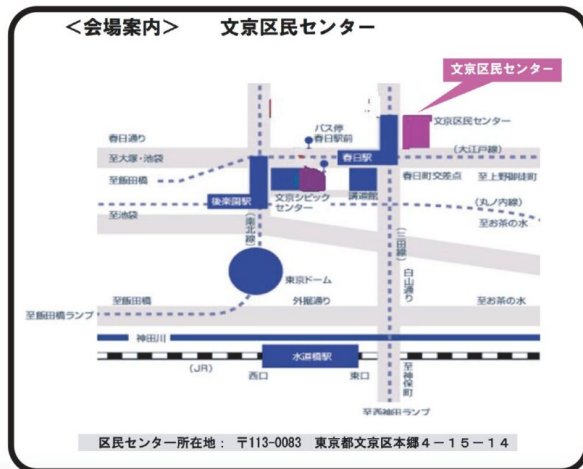 <会場案内> 文京区民センター
文京区民センター
バス停
春日駅前
文京区民センター
春日通り
(大江戸線)
至大塚・池袋
春日駅
至飯田橋
春日町交差点
至上野御徒町
文京シビック
センター
講道館
後楽園駅
(丸ノ内線)
至池袋
(南北線)
(三田線)
至お茶の水
白山通り
東京ドーム
至飯田橋
外堀通り
至お茶の水
至飯田橋ランプ
神田川
水道橋駅
(JR)
西口
東口
至神保町
至西神田ランプ
区民センター所在地: 〒113-0083 東京都文京区本郷4-15-14